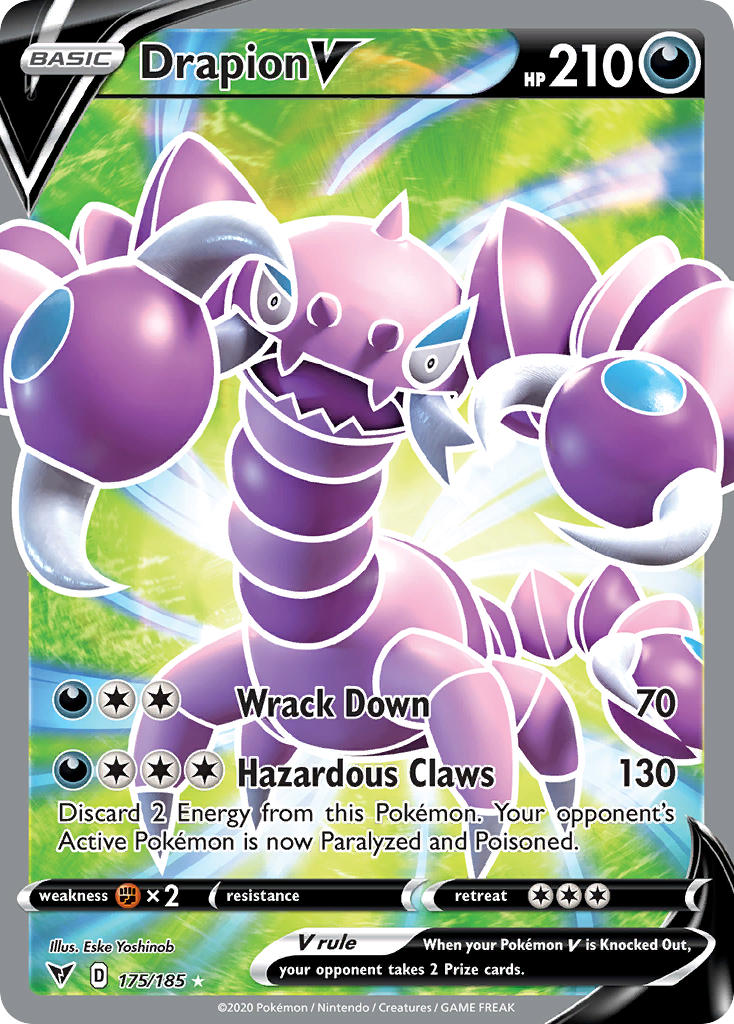 BASIC Drapion V HP 210
Wrack Down 70
Hazardous Claws 130
Discard 2 Energy from this Pokémon. Your opponent's
Active Pokémon is now Paralyzed and Poisoned.
weakness ×2 resistance retreat
Illus. Eske Yoshinob
V rule When your Pokémon V is Knocked Out,
your opponent takes 2 Prize cards.
D 175/185
©2020 Pokémon / Nintendo / Creatures / GAME FREAK